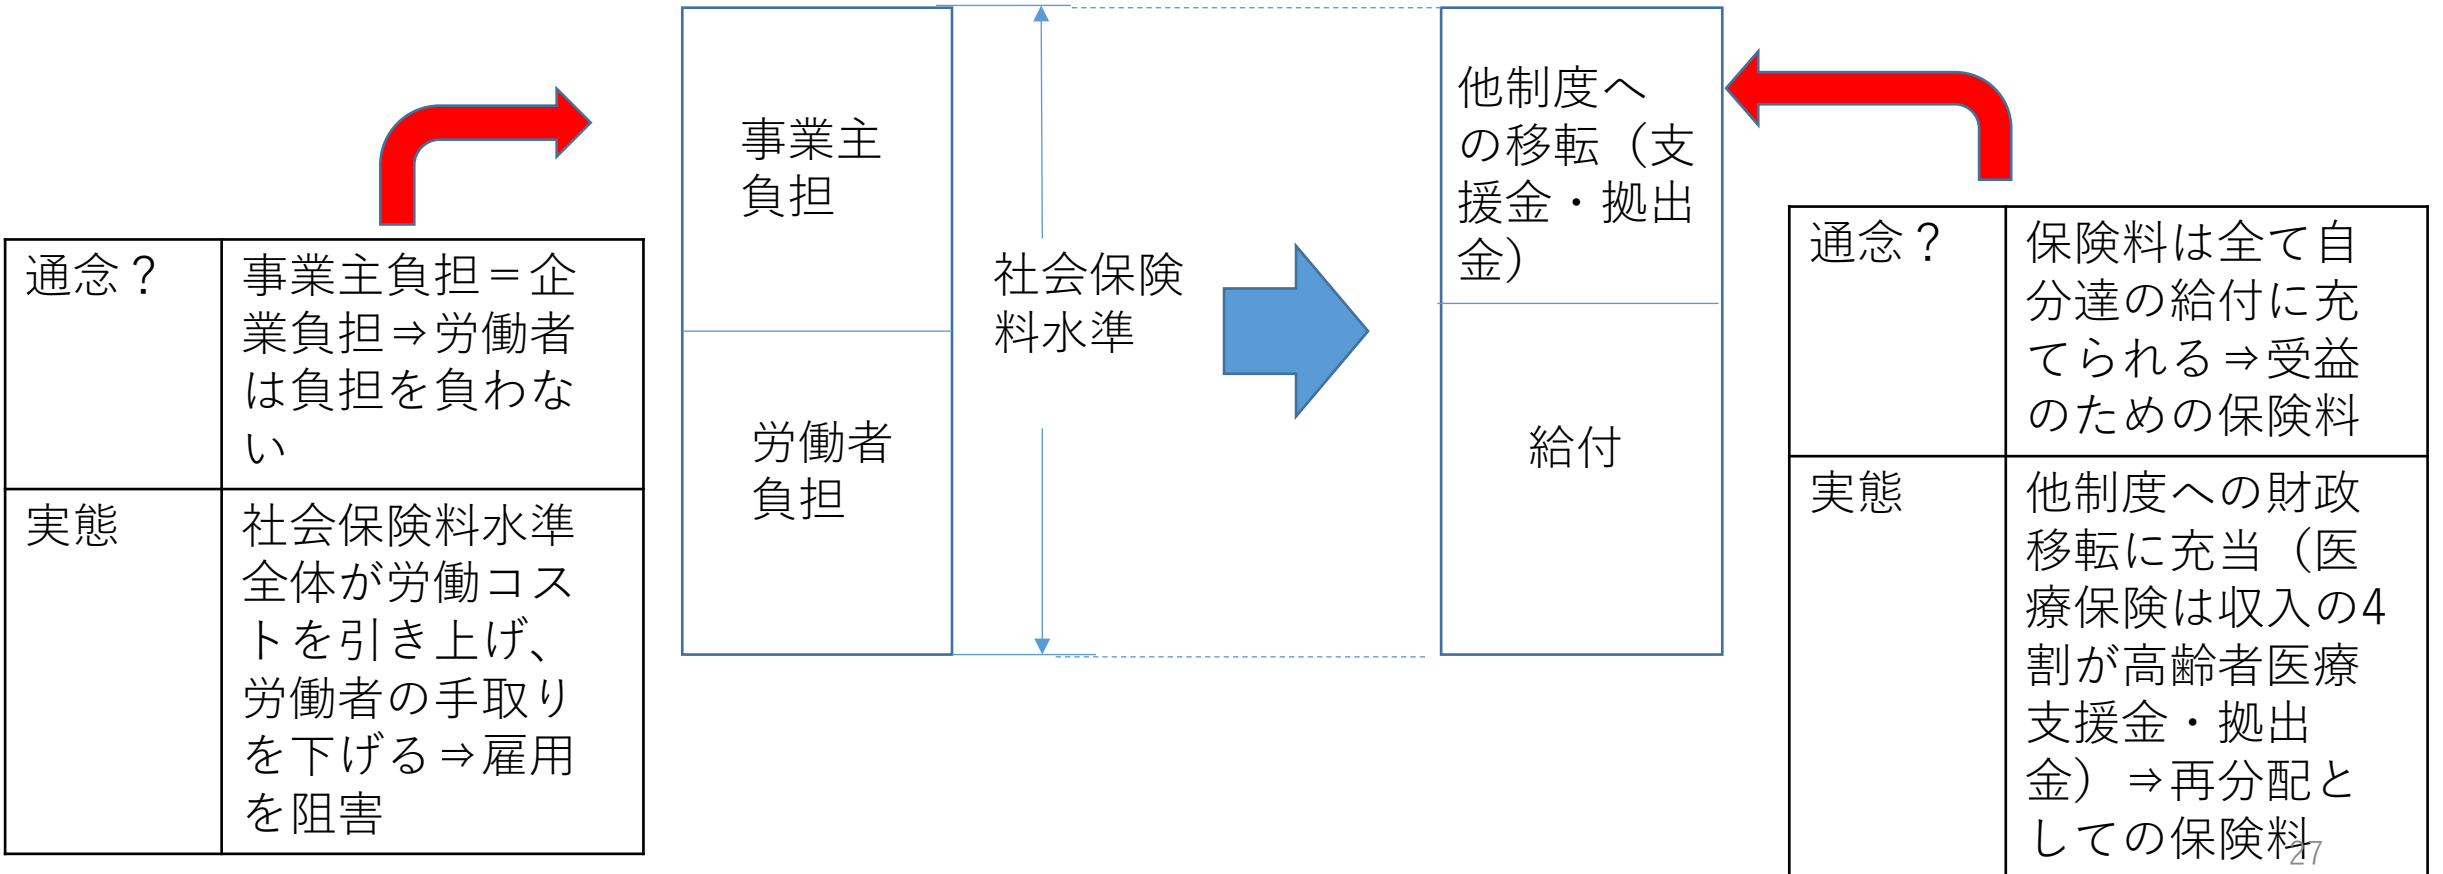 通念？
事業主負担＝企
業負担⇒労働者
は負担を負わな
い
実態
社会保険料水準
全体が労働コス
トを引き上げ、
労働者の手取り
を下げる⇒雇用
を阻害
事業主
負担
労働者
負担
社会保険
料水準
他制度へ
の移転（支
援金・拠出
金）
給付
通念？
保険料は全て自
分達の給付に充
てられる⇒受益
のための保険料
実態
他制度への財政
移転に充当（医
療保険は収入の4
割が高齢者医療
支援金・拠出
金）⇒再分配と
しての保険料
27